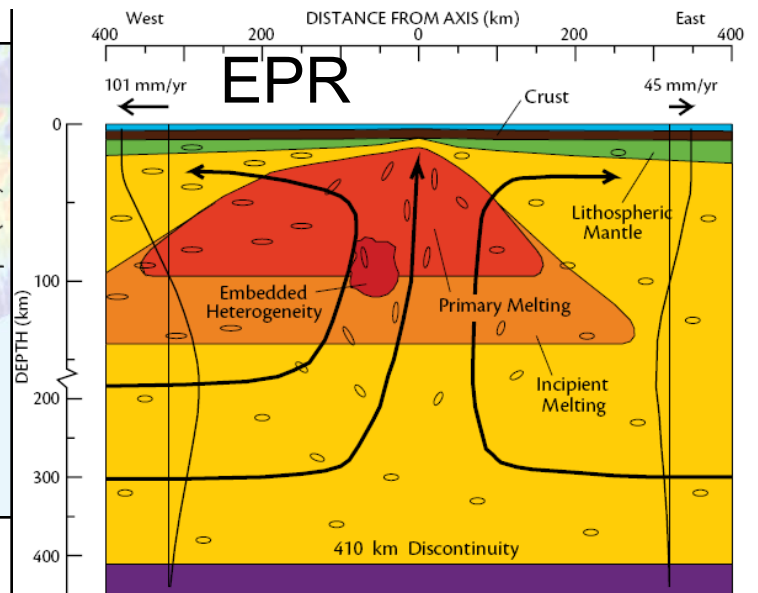 West
DISTANCE FROM AXIS (km)
East
400
200
0
200
400
101 mm/yr
EPR
45 mm/yr
Crust
0
Lithospheric
Mantle
100
Embedded
Heterogeneity
Primary Melting
DEPTH (km)
Incipient
Melting
200
300
400
410 km Discontinuity